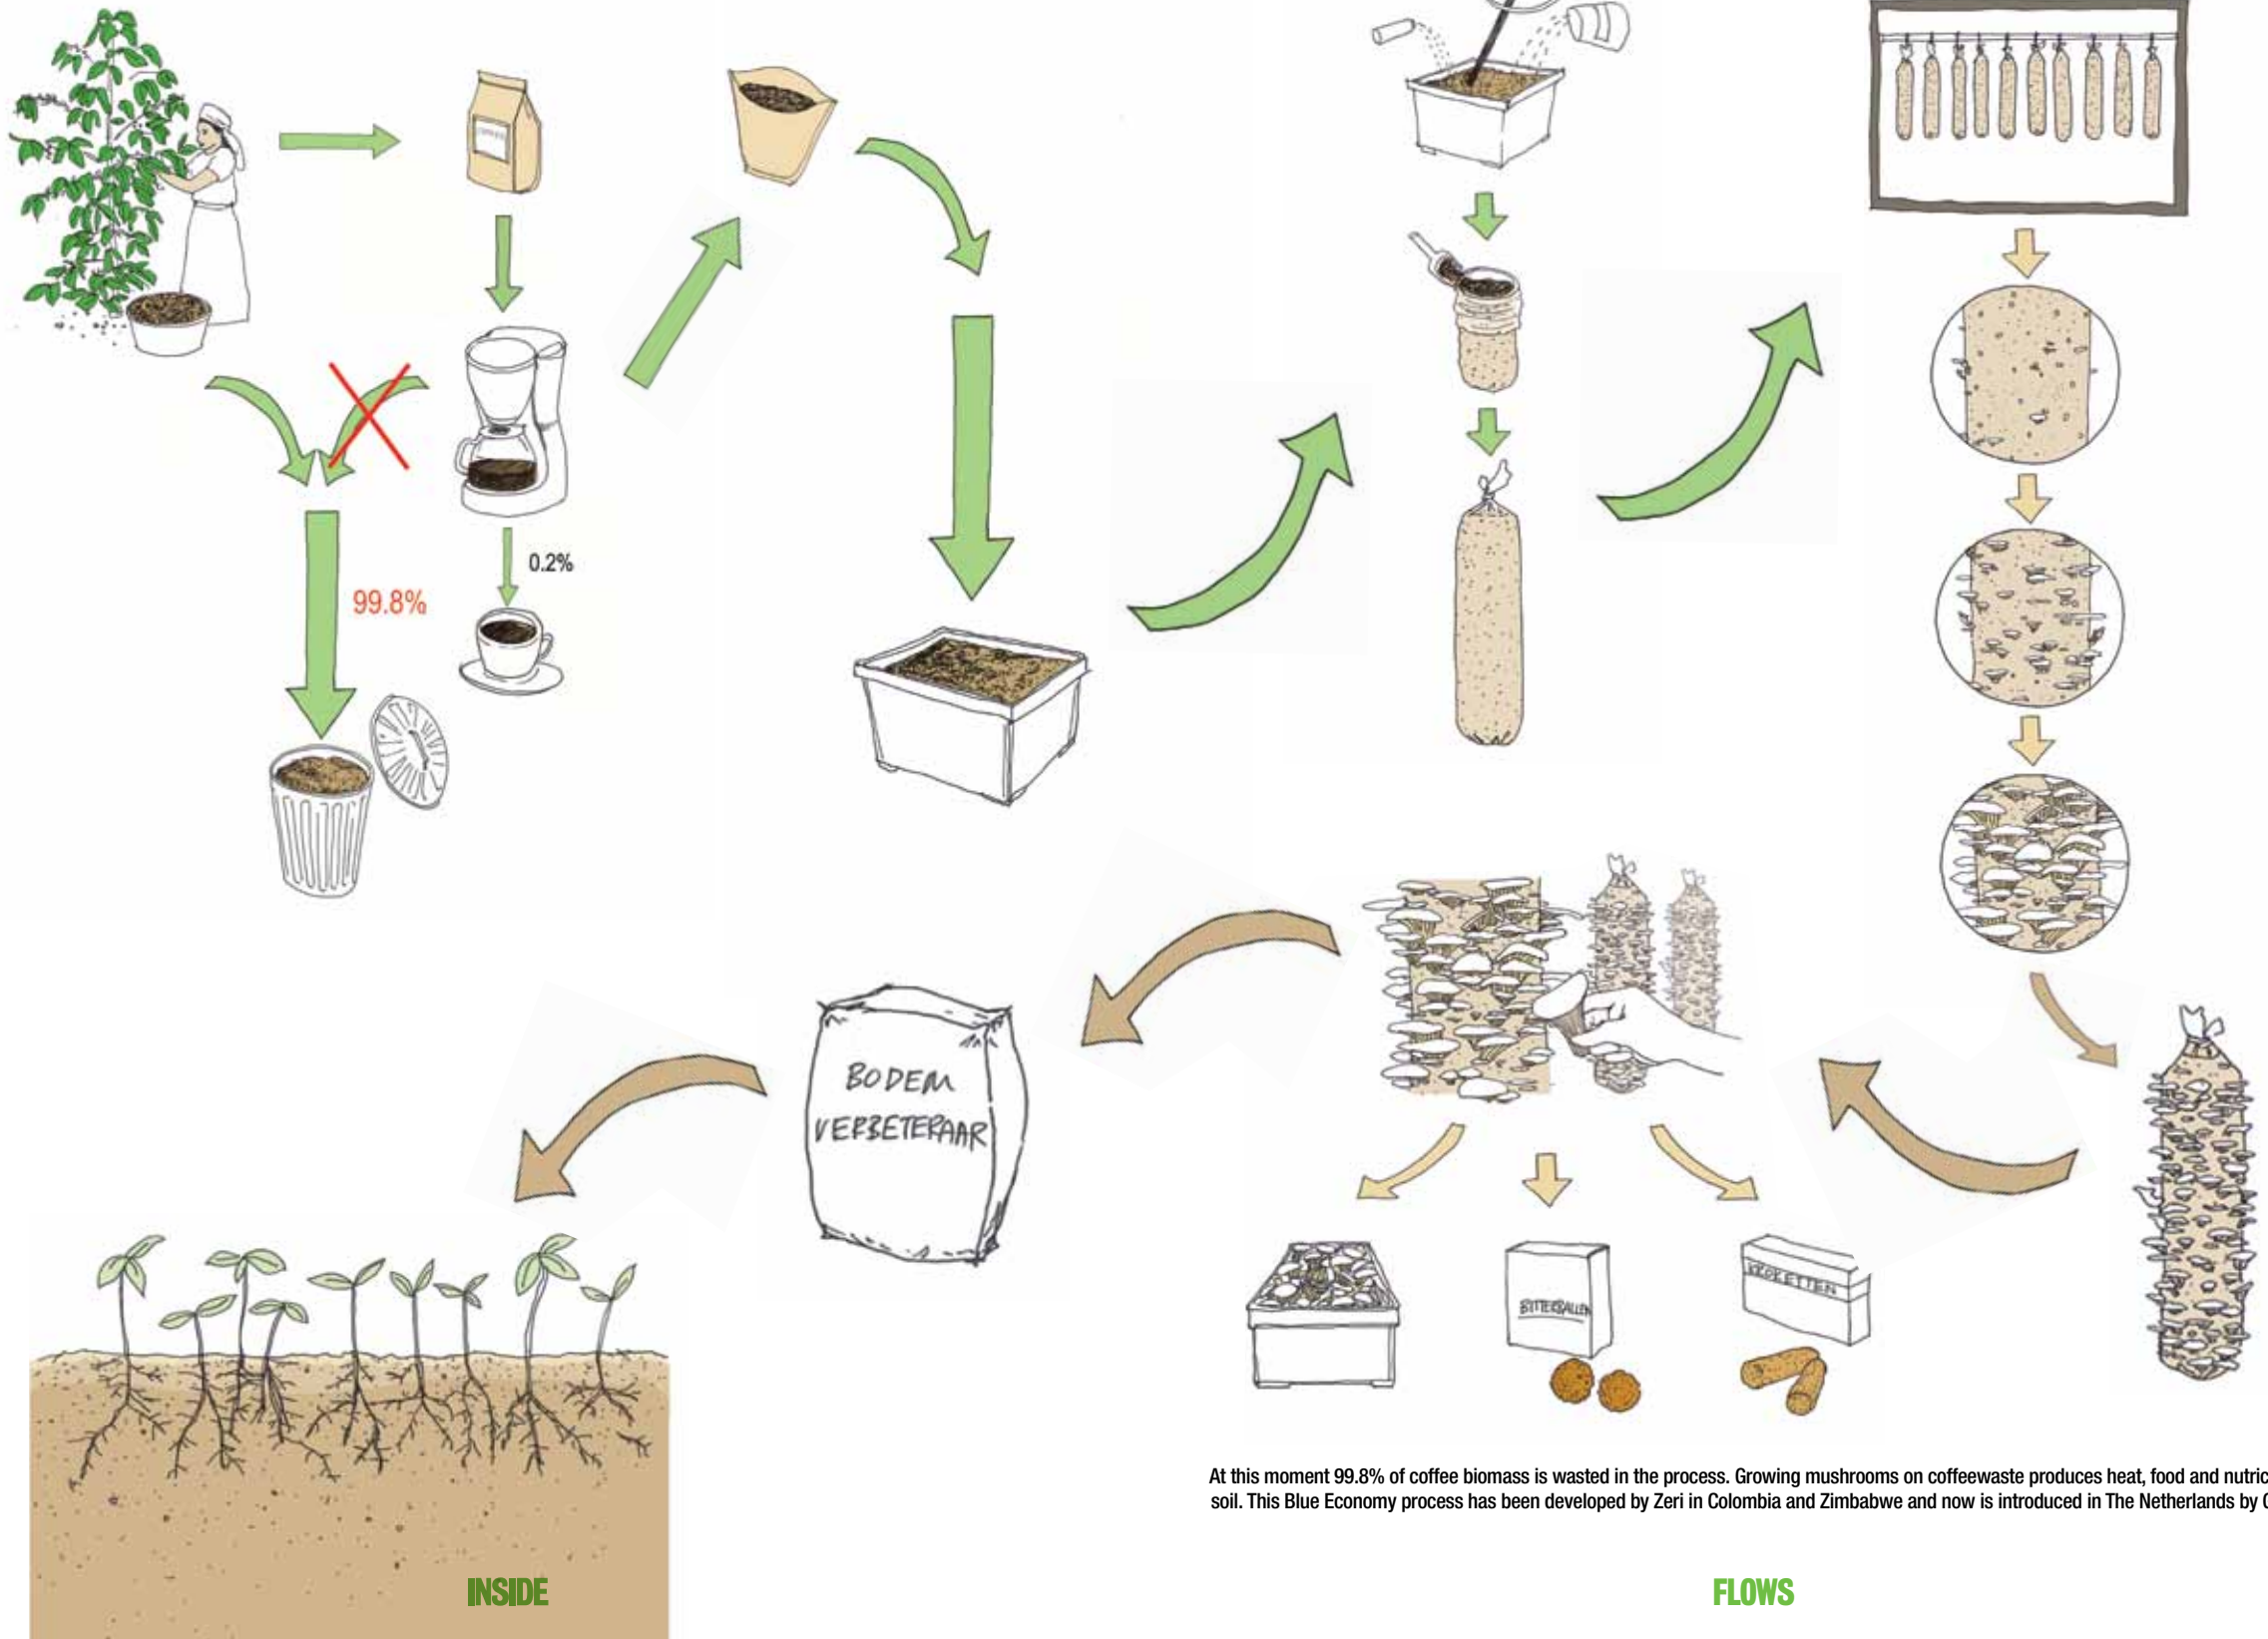 0.2%
99.8%
BODEM
VERBETERAAR
BITTERBALLEN
KROKETTEN
At this moment 99.8% of coffee biomass is wasted in the process. Growing mushrooms on coffeewaste produces heat, food and nutric
soil. This Blue Economy process has been developed by Zeri in Colombia and Zimbabwe and now is introduced in The Netherlands by
INSIDE
FLOWS